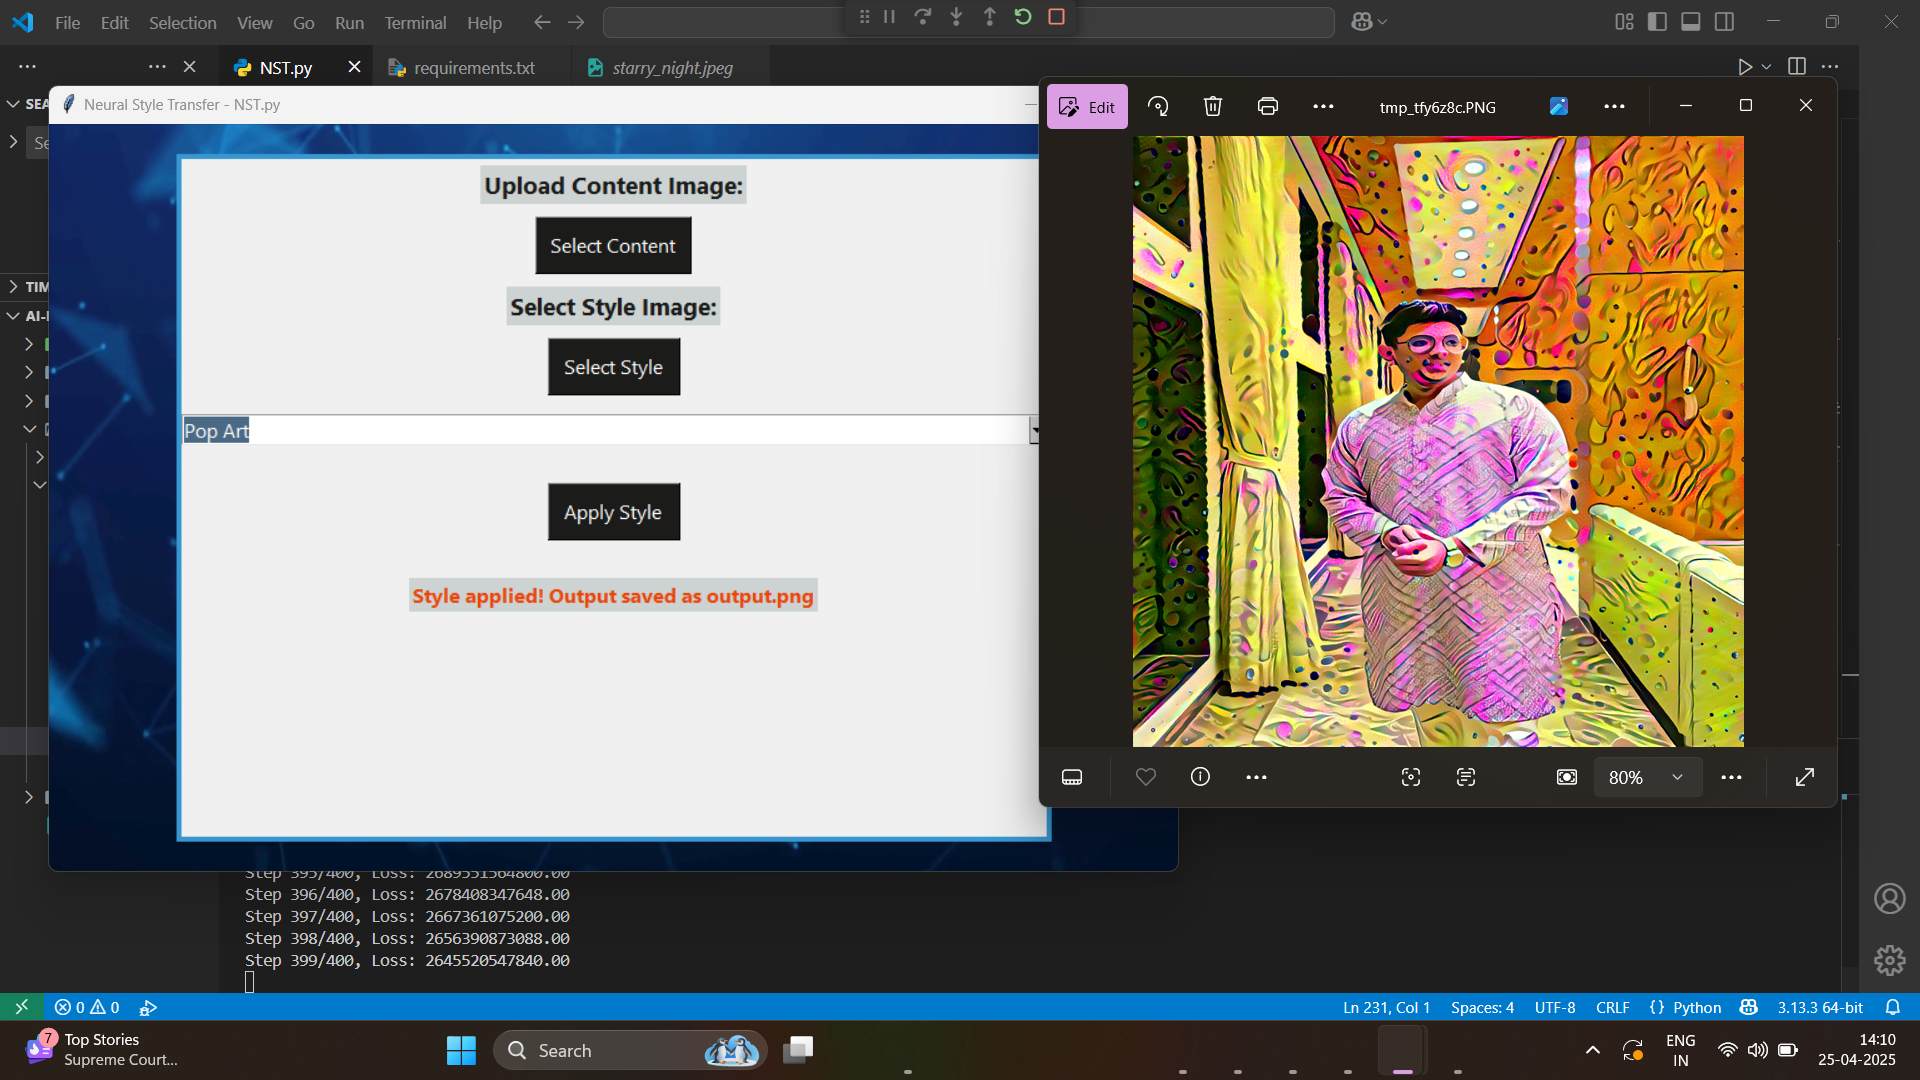 File Edit Selection View Go Run Terminal Help
NST.py
requirements.txt
starry_night.jpeg
SEA
Se
TIM
AI-
Neural Style Transfer - NST.py
Upload Content Image:
Select Content
Select Style Image:
Select Style
Pop Art
Apply Style
Style applied! Output saved as output.png
Edit
tmp_tfy6z8c.PNG
80%
Step 395/400, Loss: 2689551564800.00
Step 396/400, Loss: 2678408347648.00
Step 397/400, Loss: 2667361075200.00
Step 398/400, Loss: 2656390873088.00
Step 399/400, Loss: 2645520547840.00
0 0
Ln 231, Col 1 Spaces: 4 UTF-8 CRLF {} Python 3.13.3 64-bit
7
Top Stories
Supreme Court...
Search
ENG
IN
14:10
25-04-2025